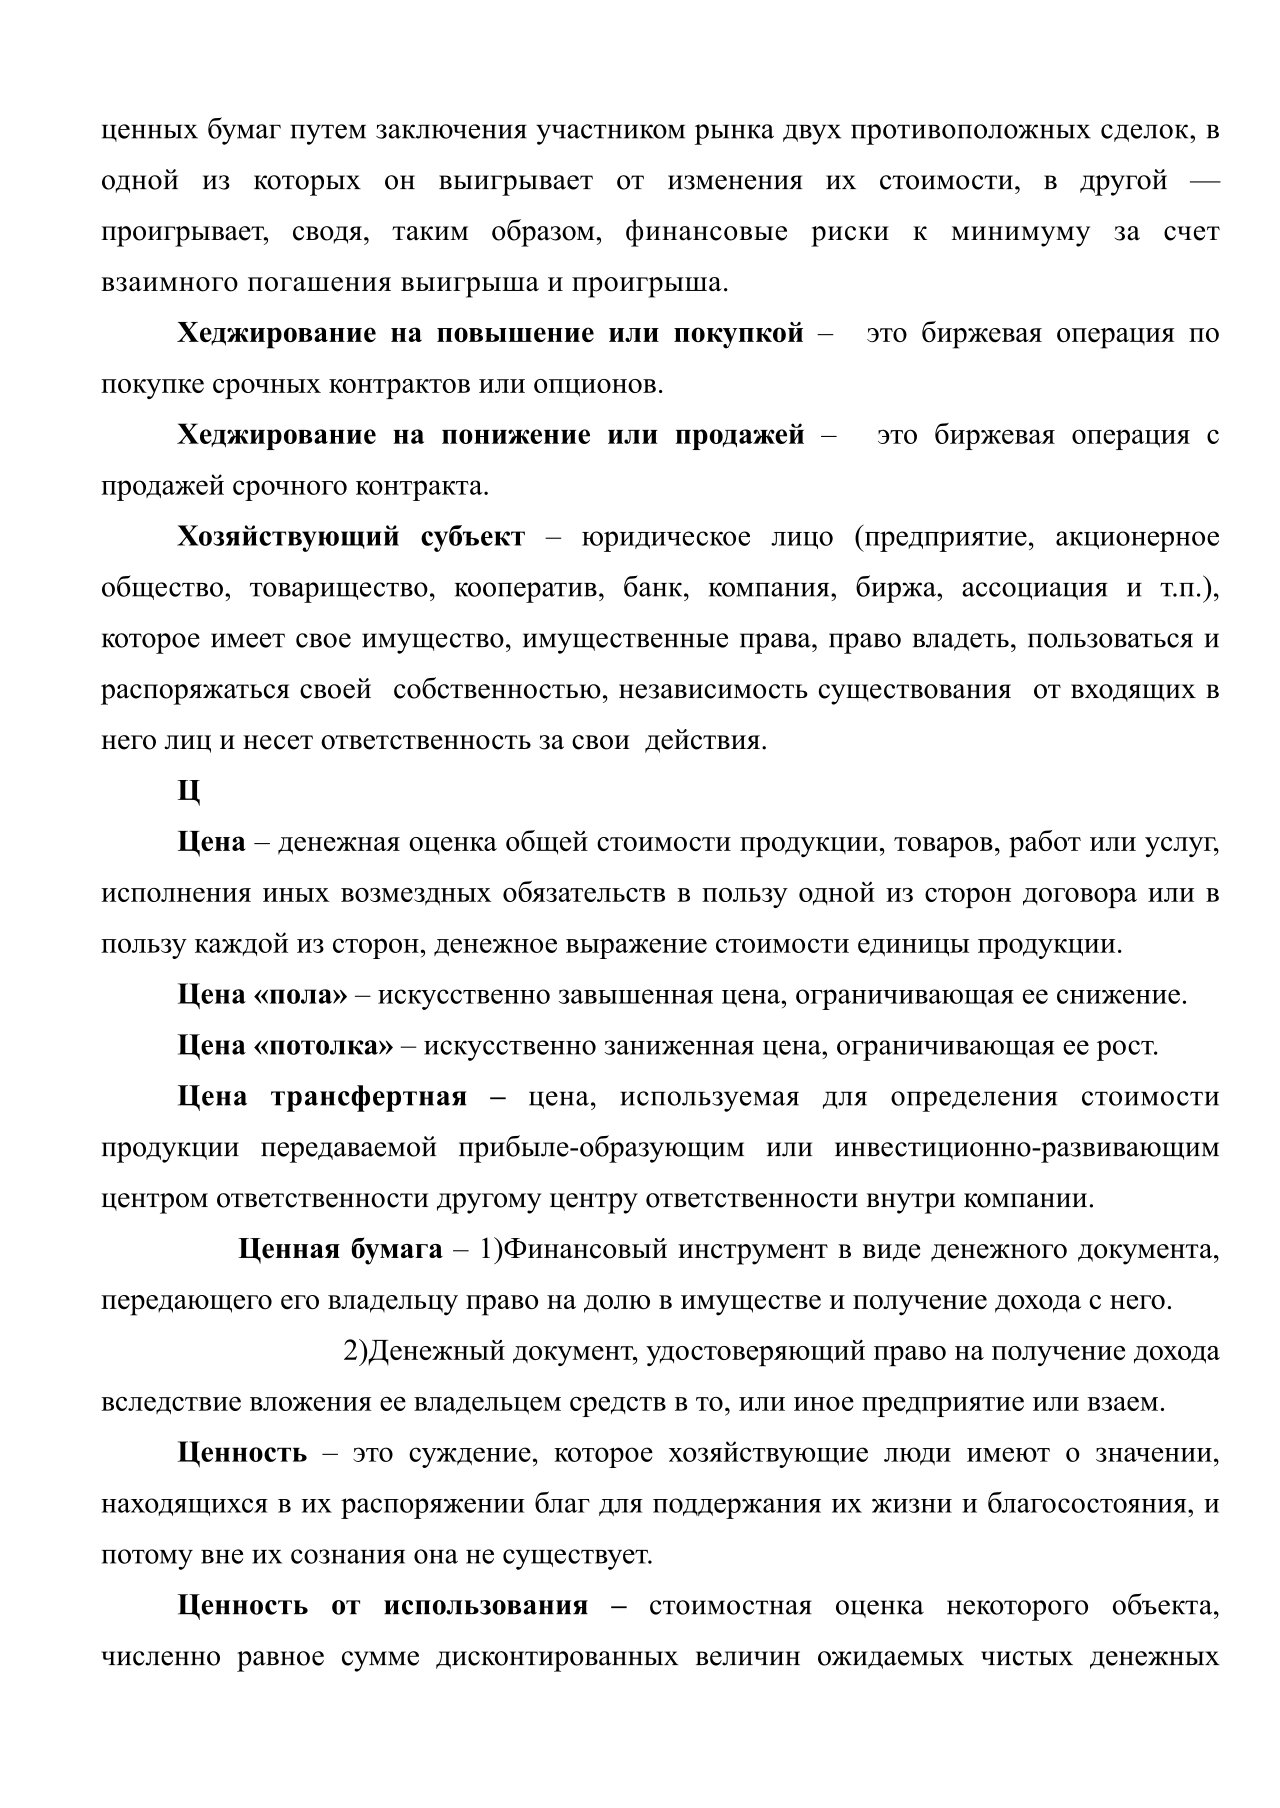 ценных бумаг путем заключения участником рынка двух противоположных сделок, в
одной из которых он выигрывает от изменения их стоимости, в другой —
проигрывает, сводя, таким образом, финансовые риски к минимуму за счет
взаимного погашения выигрыша и проигрыша.
Хеджирование на повышение или покупкой – это биржевая операция по
покупке срочных контрактов или опционов.
Хеджирование на понижение или продажей – это биржевая операция с
продажей срочного контракта.
Хозяйствующий субъект – юридическое лицо (предприятие, акционерное
общество, товарищество, кооператив, банк, компания, биржа, ассоциация и т.п.),
которое имеет свое имущество, имущественные права, право владеть, пользоваться и
распоряжаться своей собственностью, независимость существования от входящих в
него лиц и несет ответственность за свои действия.
Ц
Цена – денежная оценка общей стоимости продукции, товаров, работ или услуг,
исполнения иных возмездных обязательств в пользу одной из сторон договора или в
пользу каждой из сторон, денежное выражение стоимости единицы продукции.
Цена «пола» – искусственно завышенная цена, ограничивающая ее снижение.
Цена «потолка» – искусственно заниженная цена, ограничивающая ее рост.
Цена трансфертная – цена, используемая для определения стоимости
продукции передаваемой прибыле-образующим или инвестиционно-развивающим
центром ответственности другому центру ответственности внутри компании.
Ценная бумага – 1)Финансовый инструмент в виде денежного документа,
передающего его владельцу право на долю в имуществе и получение дохода с него.
2)Денежный документ, удостоверяющий право на получение дохода
вследствие вложения ее владельцем средств в то, или иное предприятие или взаем.
Ценность – это суждение, которое хозяйствующие люди имеют о значении,
находящихся в их распоряжении благ для поддержания их жизни и благосостояния, и
потому вне их сознания она не существует.
Ценность от использования – стоимостная оценка некоторого объекта,
численно равное сумме дисконтированных величин ожидаемых чистых денежных